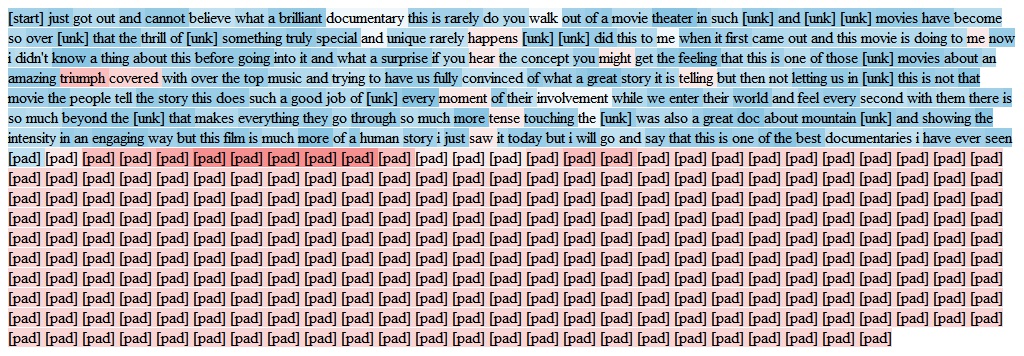 [start] just got out and cannot believe what a brilliant documentary this is rarely do you walk out of a movie theater in such [unk] and [unk] [unk] movies have become
so over [unk] that the thrill of [unk] something truly special and unique rarely happens [unk] [unk] did this to me when it first came out and this movie is doing to me now
i didn't know a thing about this before going into it and what a surprise if you hear the concept you might get the feeling that this is one of those [unk] movies about an
amazing triumph covered with over the top music and trying to have us fully convinced of what a great story it is telling but then not letting us in [unk] this is not that
movie the people tell the story this does such a good job of [unk] every moment of their involvement while we enter their world and feel every second with them there is
so much beyond the [unk] that makes everything they go through so much more tense touching the [unk] was also a great doc about mountain [unk] and showing the
intensity in an engaging way but this film is much more of a human story i just saw it today but i will go and say that this is one of the best documentaries i have ever seen
[pad] [pad] [pad] [pad] [pad] [pad] [pad] [pad] [pad] [pad] [pad] [pad] [pad] [pad] [pad] [pad] [pad] [pad] [pad] [pad] [pad] [pad] [pad] [pad] [pad] [pad] [pad]
[pad] [pad] [pad] [pad] [pad] [pad] [pad] [pad] [pad] [pad] [pad] [pad] [pad] [pad] [pad] [pad] [pad] [pad] [pad] [pad] [pad] [pad] [pad] [pad] [pad] [pad] [pad]
[pad] [pad] [pad] [pad] [pad] [pad] [pad] [pad] [pad] [pad] [pad] [pad] [pad] [pad] [pad] [pad] [pad] [pad] [pad] [pad] [pad] [pad] [pad] [pad] [pad] [pad] [pad]
[pad] [pad] [pad] [pad] [pad] [pad] [pad] [pad] [pad] [pad] [pad] [pad] [pad] [pad] [pad] [pad] [pad] [pad] [pad] [pad] [pad] [pad] [pad] [pad] [pad] [pad] [pad]
[pad] [pad] [pad] [pad] [pad] [pad] [pad] [pad] [pad] [pad] [pad] [pad] [pad] [pad] [pad] [pad] [pad] [pad] [pad] [pad] [pad] [pad] [pad] [pad] [pad] [pad] [pad]
[pad] [pad] [pad] [pad] [pad] [pad] [pad] [pad] [pad] [pad] [pad] [pad] [pad] [pad] [pad] [pad] [pad] [pad] [pad] [pad] [pad] [pad] [pad] [pad] [pad] [pad] [pad]
[pad] [pad] [pad] [pad] [pad] [pad] [pad] [pad] [pad] [pad] [pad] [pad] [pad] [pad] [pad] [pad] [pad] [pad] [pad] [pad] [pad] [pad] [pad] [pad] [pad] [pad] [pad]
[pad] [pad] [pad] [pad] [pad] [pad] [pad] [pad] [pad] [pad] [pad] [pad] [pad] [pad] [pad] [pad] [pad] [pad] [pad] [pad] [pad] [pad] [pad] [pad] [pad] [pad] [pad]
[pad] [pad] [pad] [pad] [pad] [pad] [pad] [pad] [pad] [pad] [pad] [pad] [pad] [pad] [pad] [pad] [pad] [pad] [pad] [pad] [pad] [pad] [pad] [pad] [pad] [pad] [pad]
[pad] [pad] [pad] [pad] [pad] [pad] [pad] [pad] [pad] [pad] [pad] [pad] [pad] [pad] [pad] [pad] [pad] [pad] [pad] [pad] [pad] [pad] [pad] [pad]